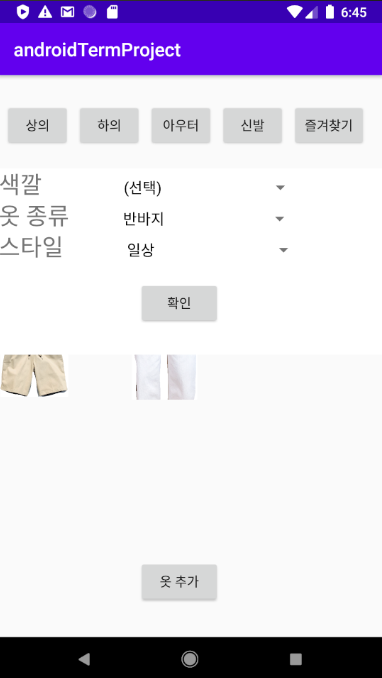 6:45
androidTermProject
상의 하의 아우터 신발 즐겨찾기
색깔 (선택)
옷 종류 반바지
스타일 일상
확인
옷 추가